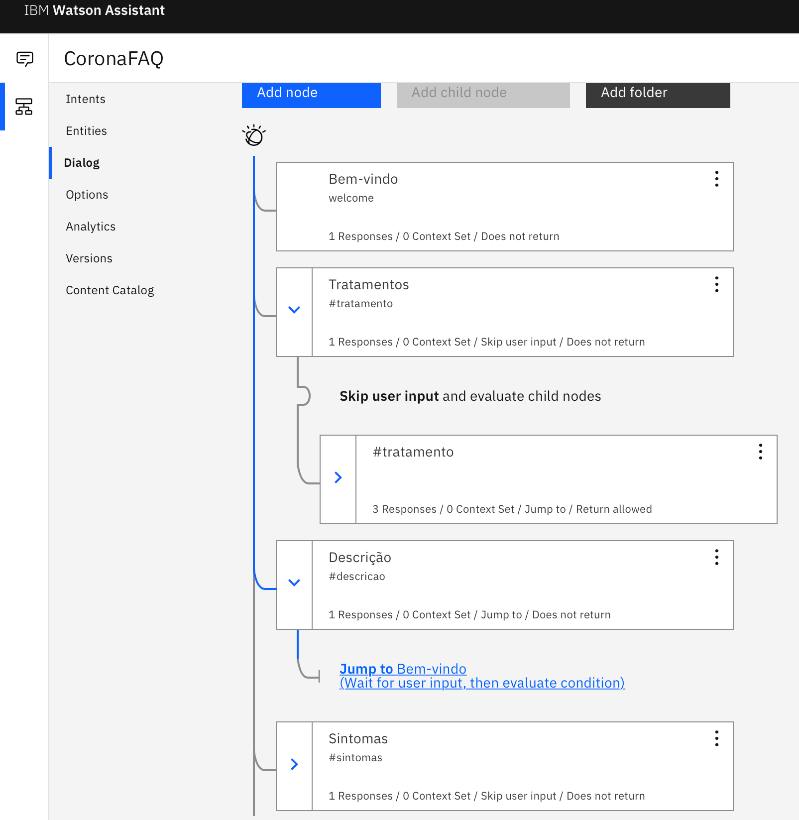 IBM Watson Assistant
CoronaFAQ
Intents
Entities
Dialog
Options
Analytics
Versions
Content Catalog
Add node
Add child node
Add folder
Bem-vindo
welcome
1 Responses / 0 Context Set / Does not return
Tratamentos
#tratamento
1 Responses / 0 Context Set / Skip user input / Does not return
Skip user input and evaluate child nodes
#tratamento
3 Responses / 0 Context Set / Jump to / Return allowed
Descrição
#descricao
1 Responses / 0 Context Set / Jump to / Does not return
Jump to Bem-vindo
(Wait for user input, then evaluate condition)
Sintomas
#sintomas
1 Responses / 0 Context Set / Skip user input / Does not return